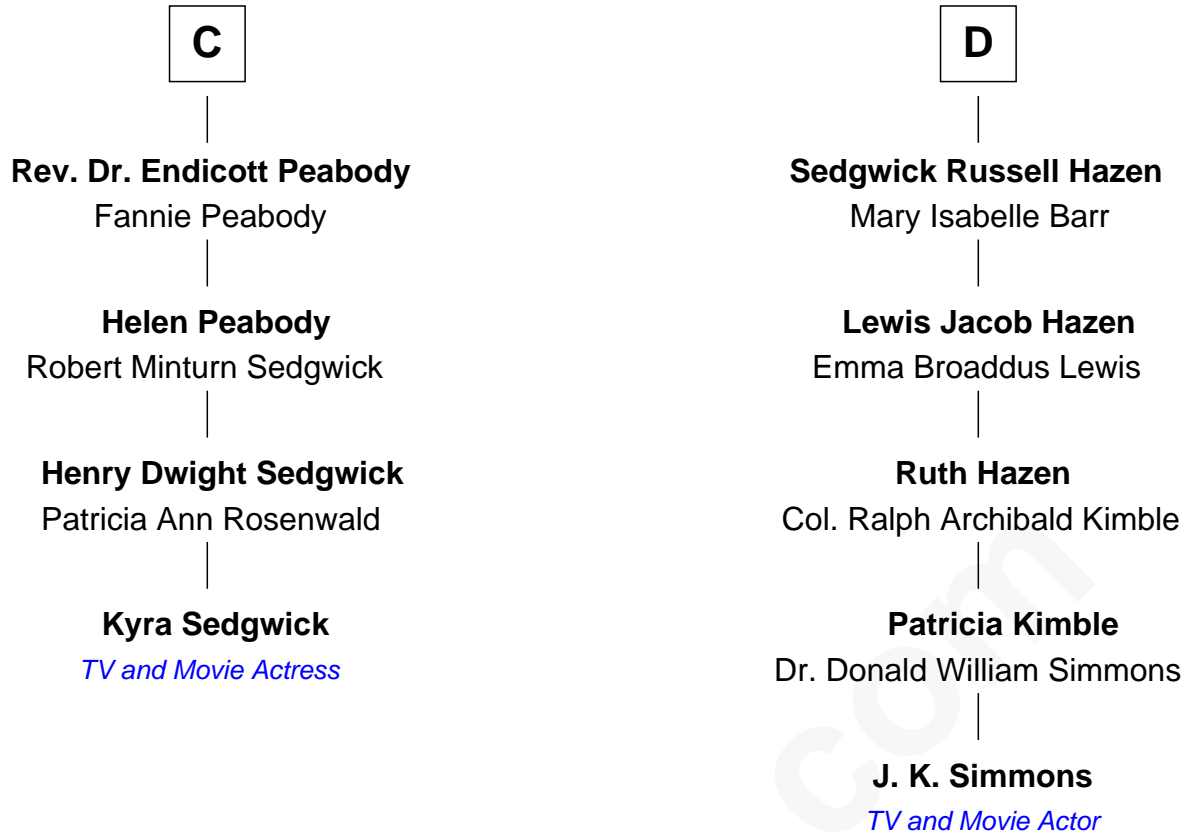 C
Rev. Dr. Endicott Peabody
Fannie Peabody
Helen Peabody
Robert Minturn Sedgwick
Henry Dwight Sedgwick
Patricia Ann Rosenwald
Kyra Sedgwick
TV and Movie Actress
D
Sedgwick Russell Hazen
Mary Isabelle Barr
Lewis Jacob Hazen
Emma Broaddus Lewis
Ruth Hazen
Col. Ralph Archibald Kimble
Patricia Kimble
Dr. Donald William Simmons
J. K. Simmons
TV and Movie Actor
com